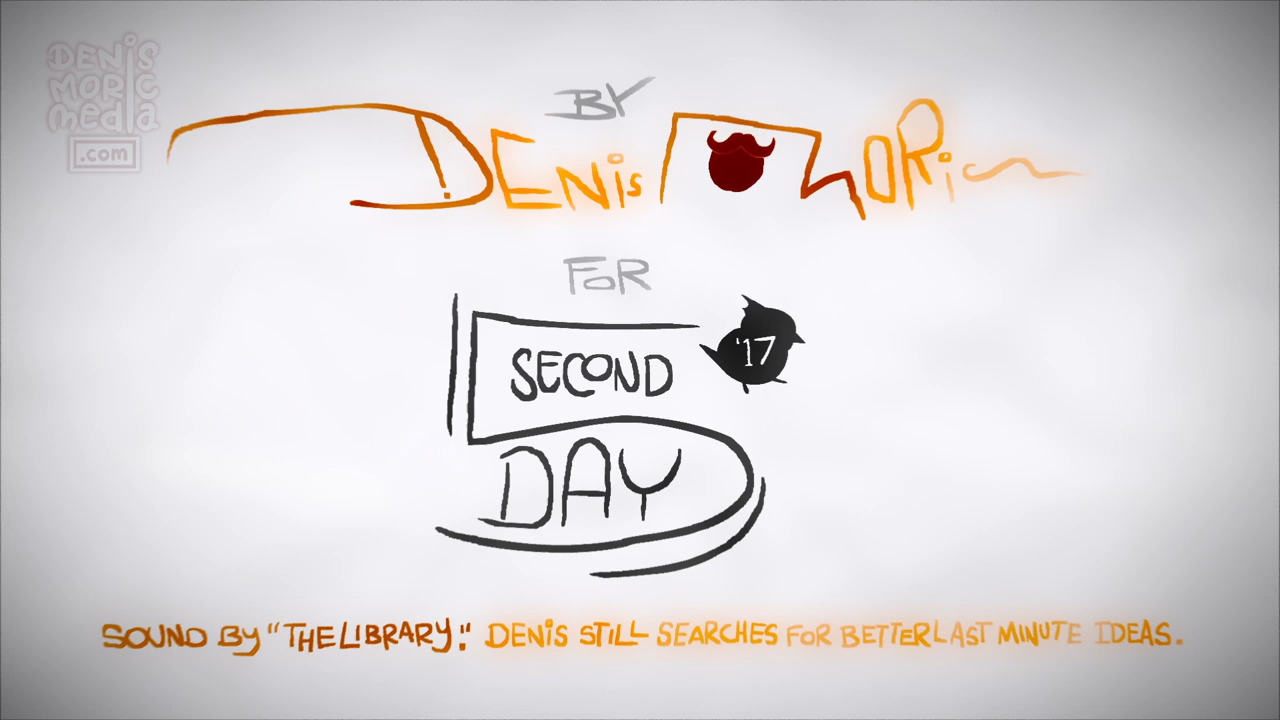 DENIS
MORIC
media
.com
BY
DENIS MORIC
FOR
5 SECOND
'17
DAY
SOUND BY "THE LIBRARY". DENIS STILL SEARCHES FOR BETTER LAST MINUTE IDEAS.